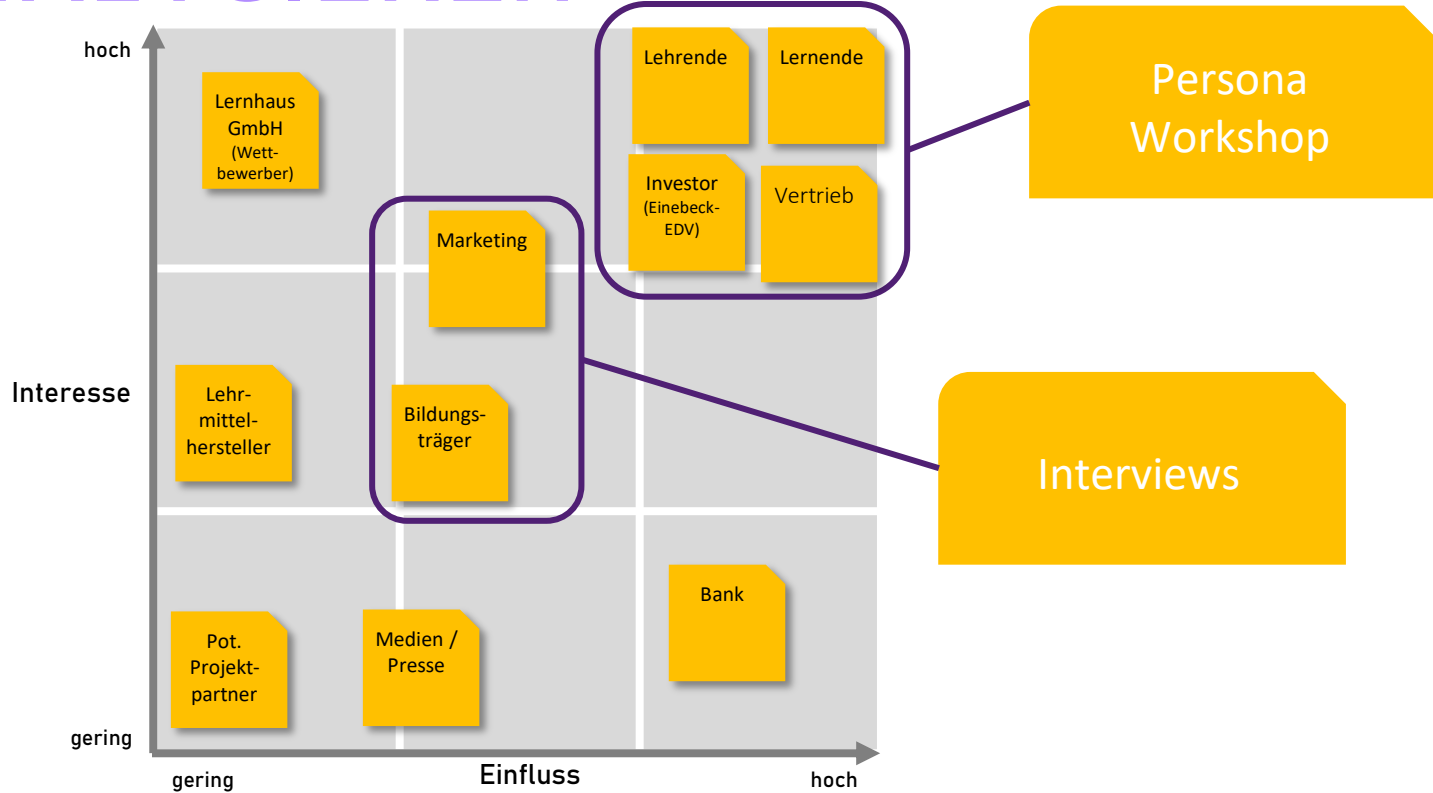 hoch
Lehrende
Lernende
Persona
Workshop
Lernhaus
GmbH
(Wett-
bewerber)
Investor
(Einebeck-
EDV)
Vertrieb
Marketing
Interesse
Lehr-
mittel-
hersteller
Bildungs-
träger
Interviews
Bank
Pot.
Projekt-
partner
Medien /
Presse
gering
gering
Einfluss
hoch